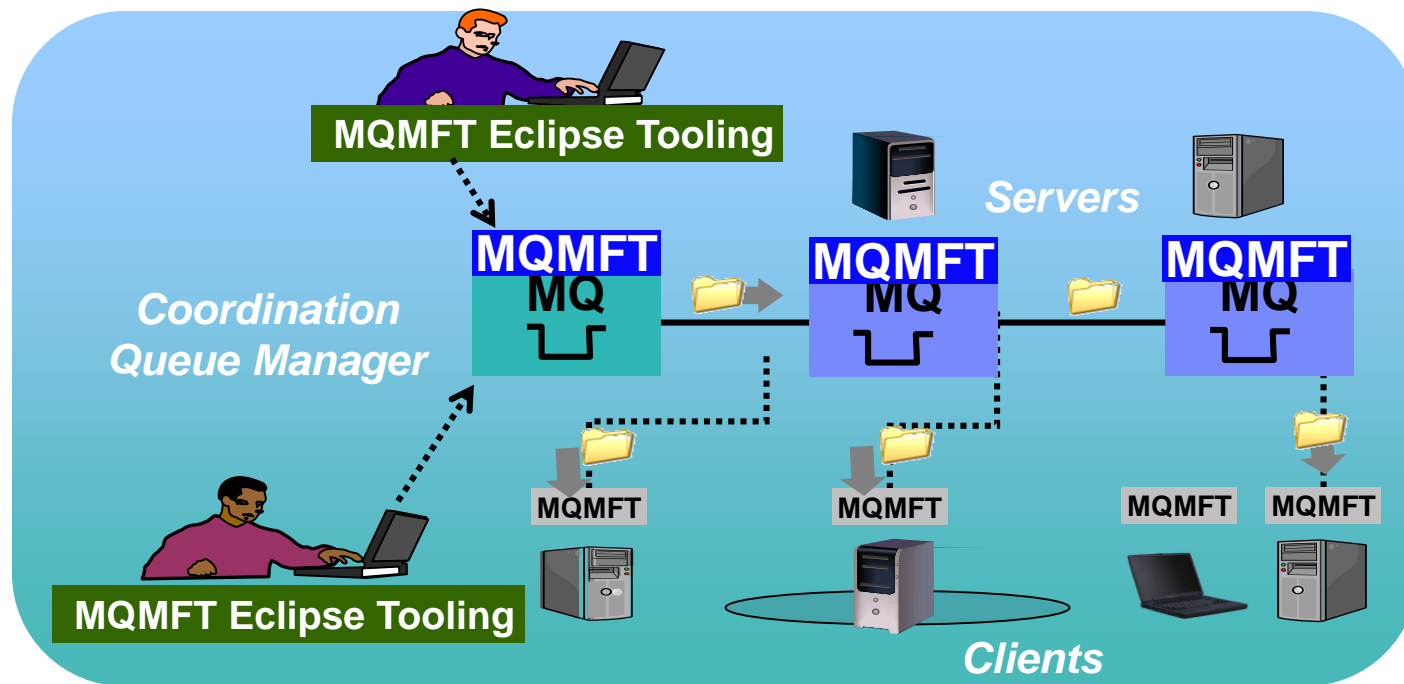 MQMFT Eclipse Tooling
Servers
MQMFT
MQ
MQMFT
MQ
MQMFT
MQ
Coordination
Queue Manager
MQMFT
MQMFT
MQMFT
MQMFT
MQMFT Eclipse Tooling
Clients